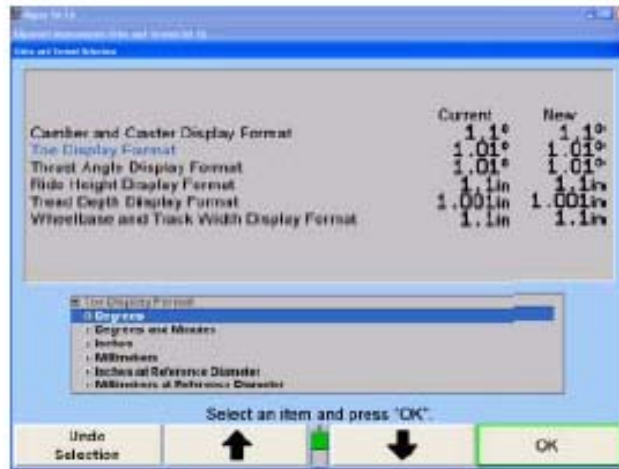 Units and Format Selection
Current New
Camber and Caster Display Format 1.1° 1.1°
Toe Display Format 1.01° 1.01°
Thrust Angle Display Format 1.01° 1.01°
Ride Height Display Format 1.1in 1.1in
Tread Depth Display Format 1.001in 1.001in
Wheelbase and Track Width Display Format 1.1in 1.1in
Toe Display Format
Degrees
Degrees and Minutes
Inches
Millimeters
Inches at Reference Diameter
Millimeters at Reference Diameter
Select an item and press "OK".
Undo
Selection
OK